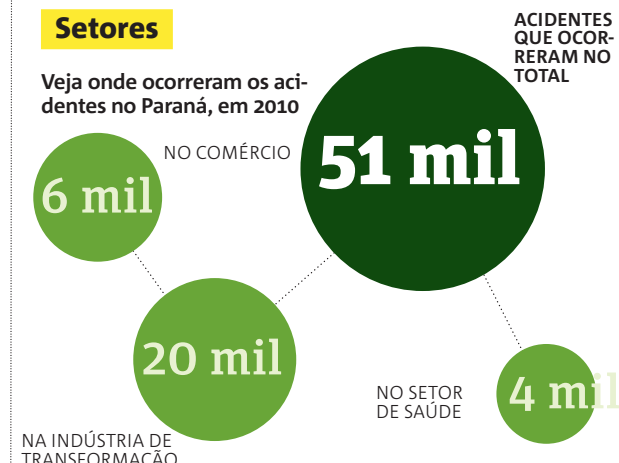 Setores
Veja onde ocorreram os aci-
dentes no Paraná, em 2010
ACIDENTES
QUE OCOR-
RERAM NO
TOTAL
51 mil
NO COMÉRCIO
6 mil
20 mil
NA INDÚSTRIA DE
TRANSFORMAÇÃO
NO SETOR
DE SAÚDE
4 mil